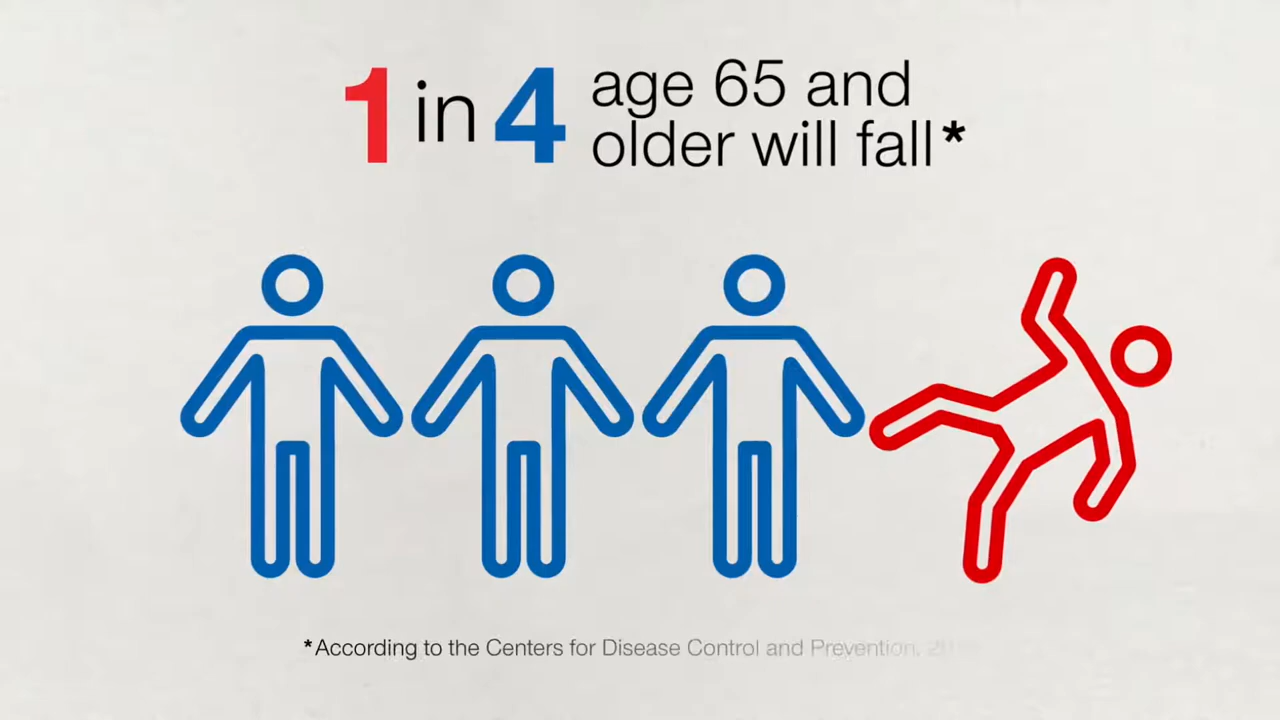 1 in 4 age 65 and
older will fall*
*According to the Centers for Disease Control and Prevention,